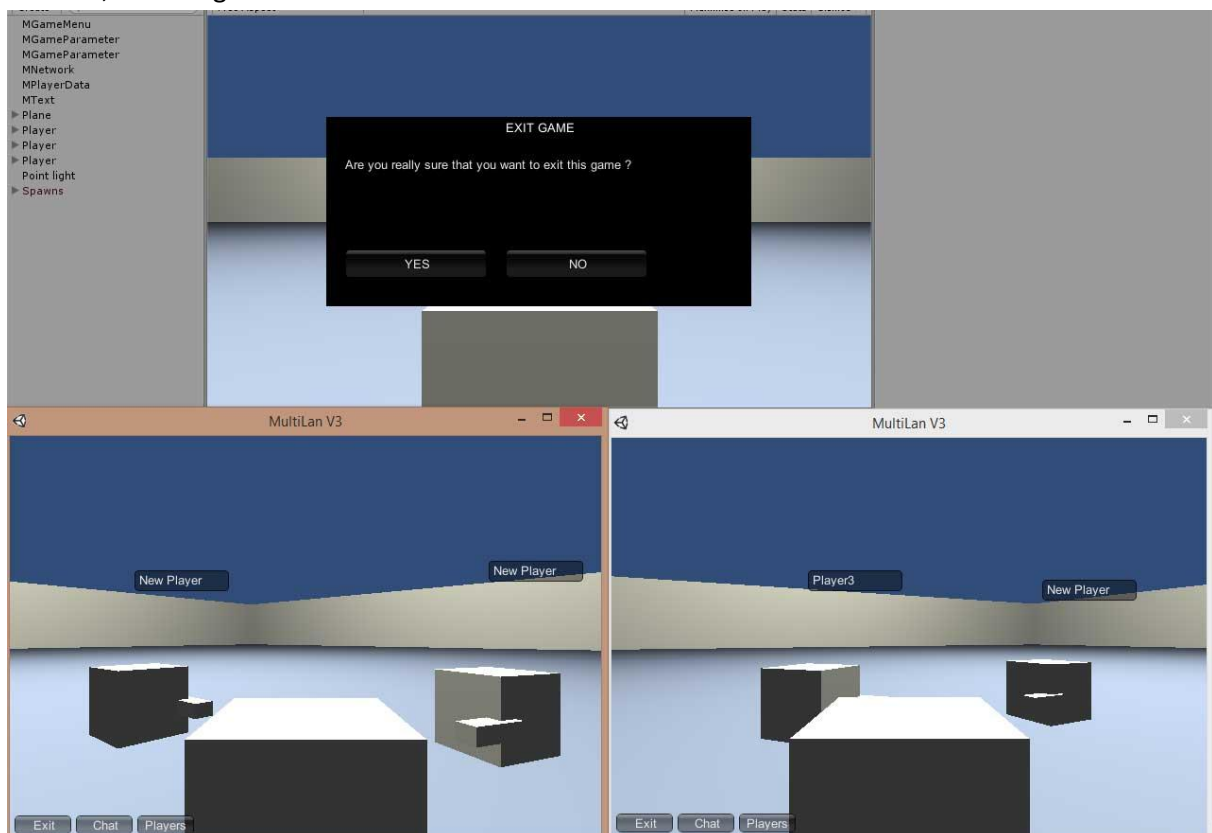 MGameMenu
MGameParameter
MGameParameter
MNetwork
MPlayerData
MText
Plane
Player
Player
Player
Point light
Spawns
EXIT GAME
Are you really sure that you want to exit this game ?
YES NO
MultiLan V3
New Player
New Player
Exit Chat Players
MultiLan V3
Player3
New Player
Exit Chat Players